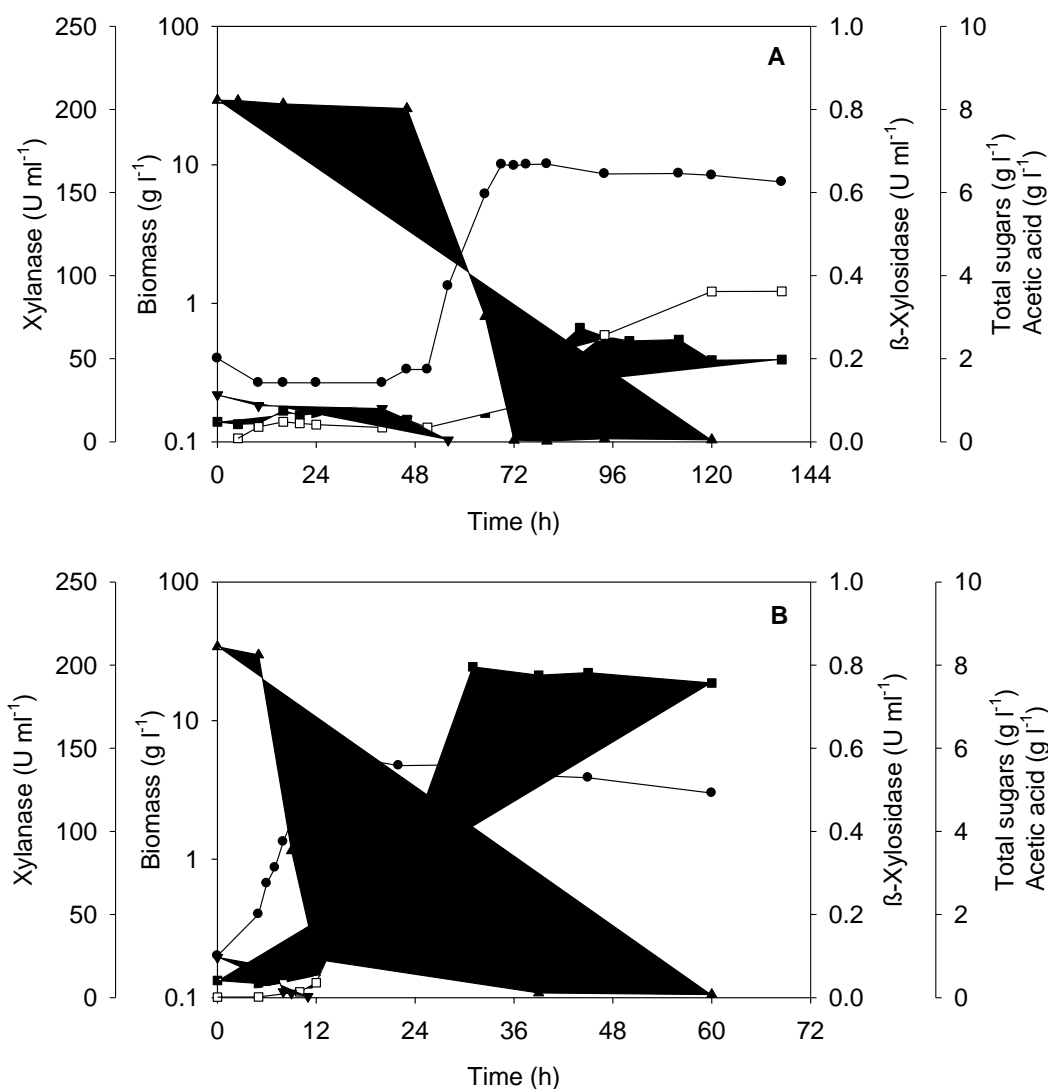 A
250
200
150
100
50
0
Xylanase (U ml⁻¹)
100
10
1
0.1
Biomass (g l⁻¹)
1.0
0.8
0.6
0.4
0.2
0.0
ß-Xylosidase (U ml⁻¹)
10
8
6
4
2
0
Total sugars (g l⁻¹)
Acetic acid (g l⁻¹)
0 24 48 72 96 120 144
Time (h)
B
250
200
150
100
50
0
Xylanase (U ml⁻¹)
100
10
1
0.1
Biomass (g l⁻¹)
1.0
0.8
0.6
0.4
0.2
0.0
ß-Xylosidase (U ml⁻¹)
10
8
6
4
2
0
Total sugars (g l⁻¹)
Acetic acid (g l⁻¹)
0 12 24 36 48 60 72
Time (h)